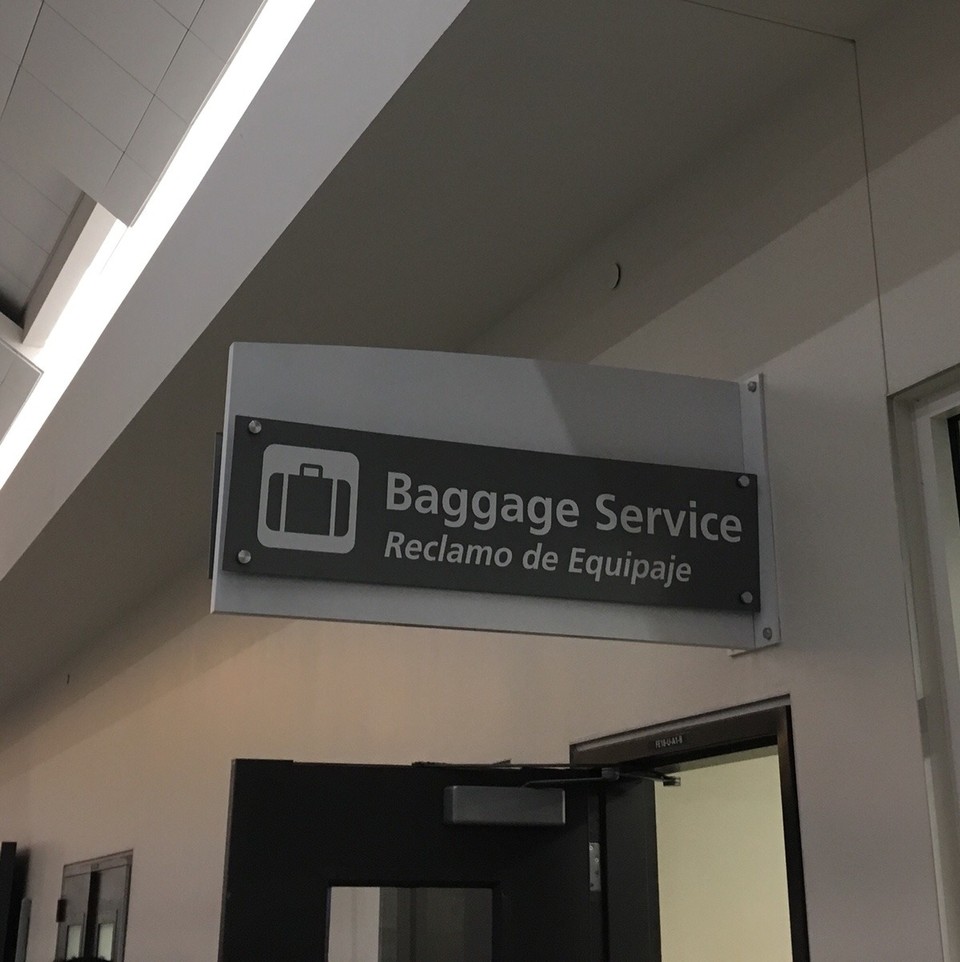 Baggage Service
Reclamo de Equipaje